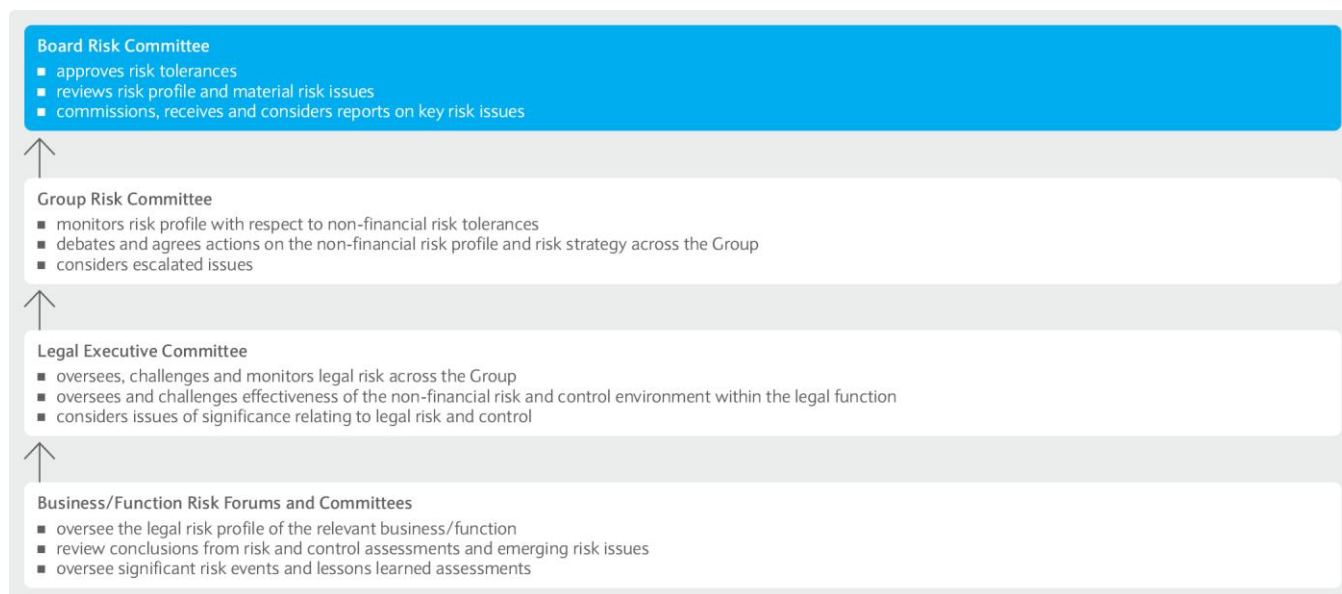 Board Risk Committee
■ approves risk tolerances
■ reviews risk profile and material risk issues
■ commissions, receives and considers reports on key risk issues
Group Risk Committee
■ monitors risk profile with respect to non-financial risk tolerances
■ debates and agrees actions on the non-financial risk profile and risk strategy across the Group
■ considers escalated issues
Legal Executive Committee
■ oversees, challenges and monitors legal risk across the Group
■ oversees and challenges effectiveness of the non-financial risk and control environment within the legal function
■ considers issues of significance relating to legal risk and control
Business/Function Risk Forums and Committees
■ oversee the legal risk profile of the relevant business/function
■ review conclusions from risk and control assessments and emerging risk issues
■ oversee significant risk events and lessons learned assessments